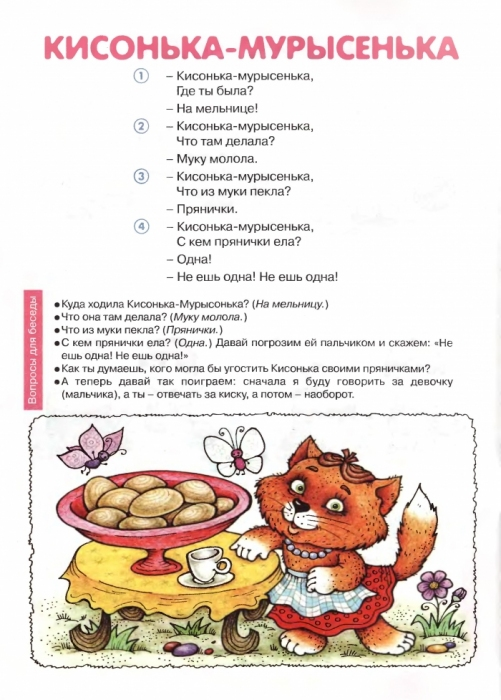 КИСОНЬКА-МУРЫСЕНЬКА
1 – Кисонька-мурысенька,
Где ты была?
– На мельнице!
2 – Кисонька-мурысенька,
Что там делала?
– Муку молола.
3 – Кисонька-мурысенька,
Что из муки пекла?
– Прянички.
4 – Кисонька-мурысенька,
С кем прянички ела?
– Одна!
– Не ешь одна! Не ешь одна!
Вопросы для беседы
● Куда ходила Кисонька-Мурысонька? (На мельницу.)
● Что она там делала? (Муку молола.)
● Что из муки пекла? (Прянички.)
● С кем прянички ела? (Одна.) Давай погрозим ей пальчиком и скажем: «Не
ешь одна! Не ешь одна!»
● Как ты думаешь, кого могла бы угостить Кисонька своими пряничками?
● А теперь давай так поиграем: сначала я буду говорить за девочку
(мальчика), а ты – отвечать за киску, а потом – наоборот.